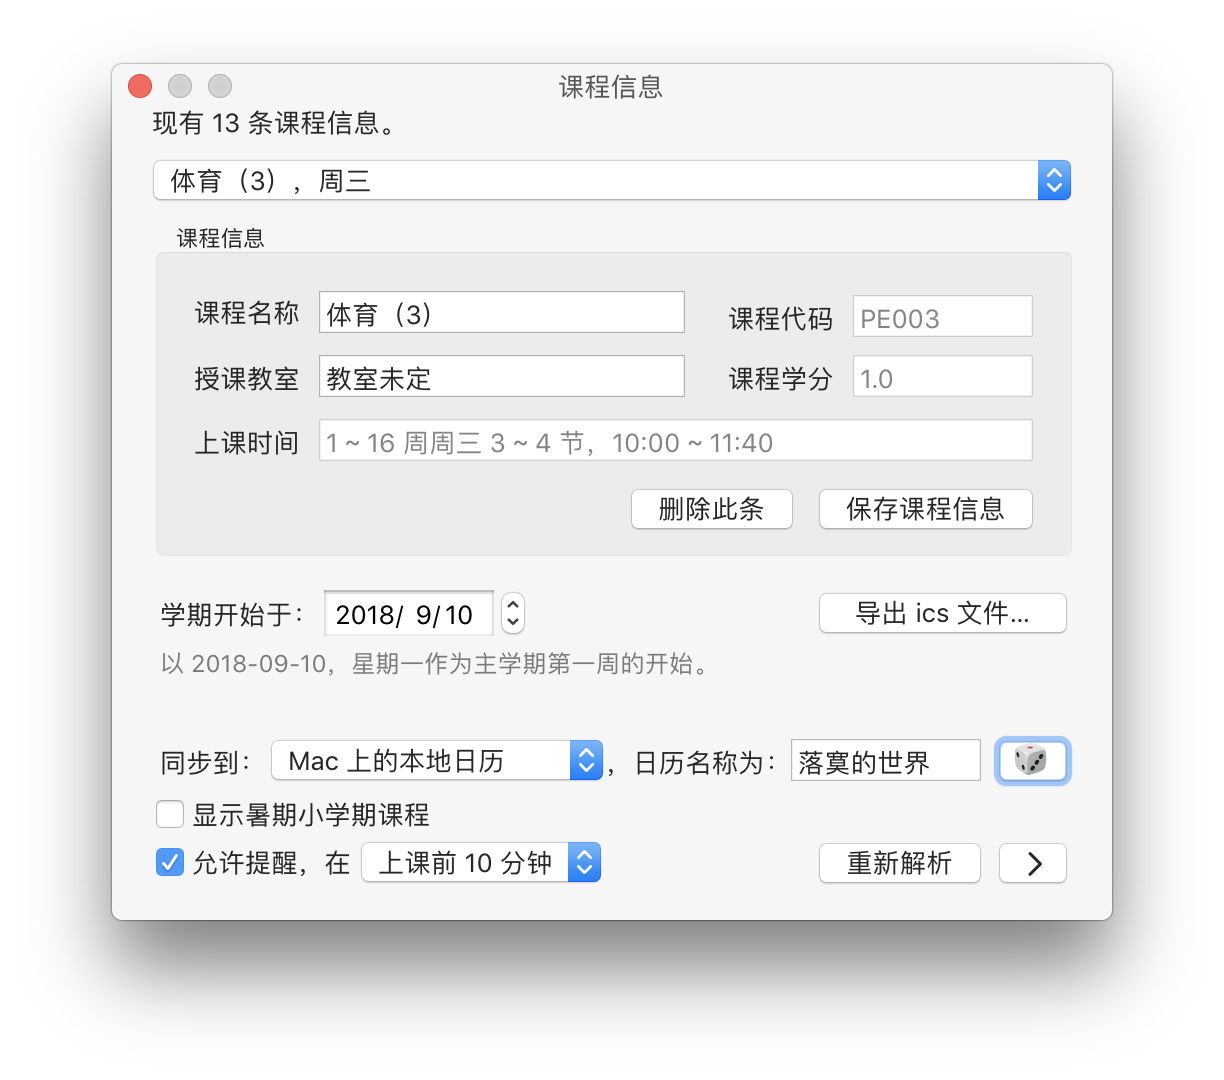 课程信息
现有 13 条课程信息。
体育（3），周三
课程信息
课程名称 体育（3） 课程代码 PE003
授课教室 教室未定 课程学分 1.0
上课时间 1 ~ 16 周周三 3 ~ 4 节，10:00 ~ 11:40
删除此条 保存课程信息
学期开始于： 2018/ 9/10 导出 ics 文件...
以 2018-09-10，星期一作为主学期第一周的开始。
同步到： Mac 上的本地日历 ，日历名称为： 落寞的世界
显示暑期小学期课程
允许提醒，在 上课前 10 分钟 重新解析